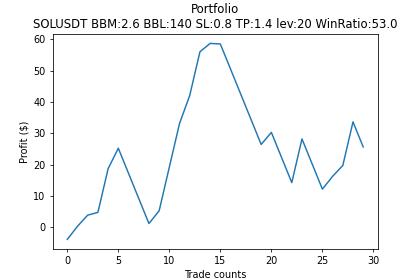 Portfolio
SOLUSDT BBM:2.6 BBL:140 SL:0.8 TP:1.4 lev:20 WinRatio:53.0
60
50
40
30
20
10
0
Profit ($)
0 5 10 15 20 25 30
Trade counts